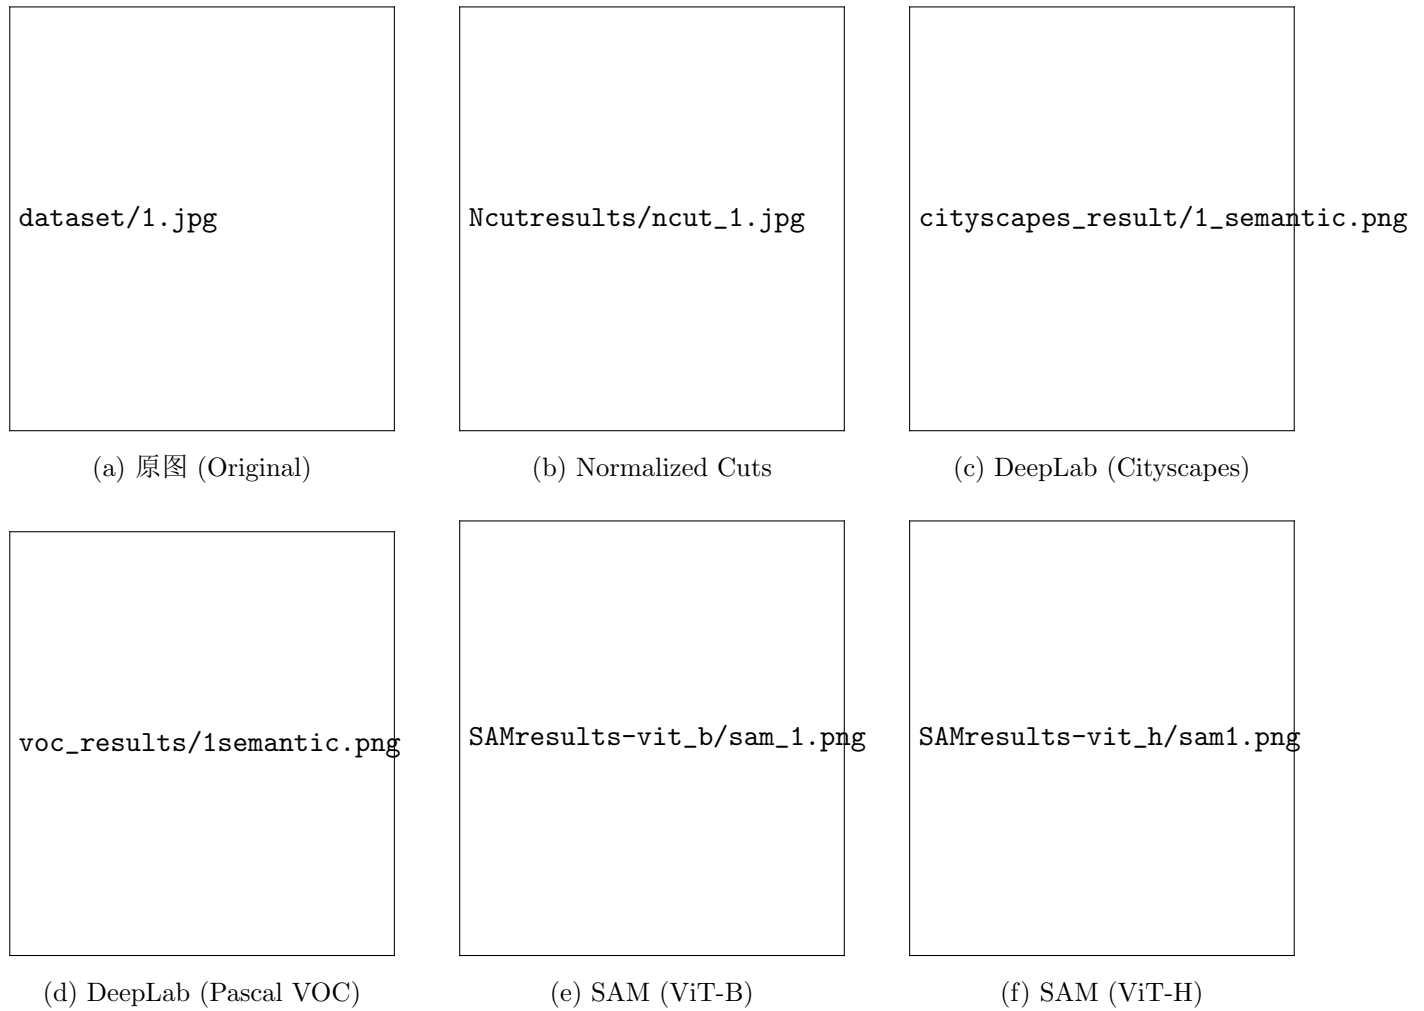 dataset/1.jpg
Ncutresults/ncut_1.jpg
cityscapes_result/1_semantic.png
(a) 原图 (Original)
(b) Normalized Cuts
(c) DeepLab (Cityscapes)
voc_results/1semantic.png
SAMresults-vit_b/sam_1.png
SAMresults-vit_h/sam1.png
(d) DeepLab (Pascal VOC)
(e) SAM (ViT-B)
(f) SAM (ViT-H)